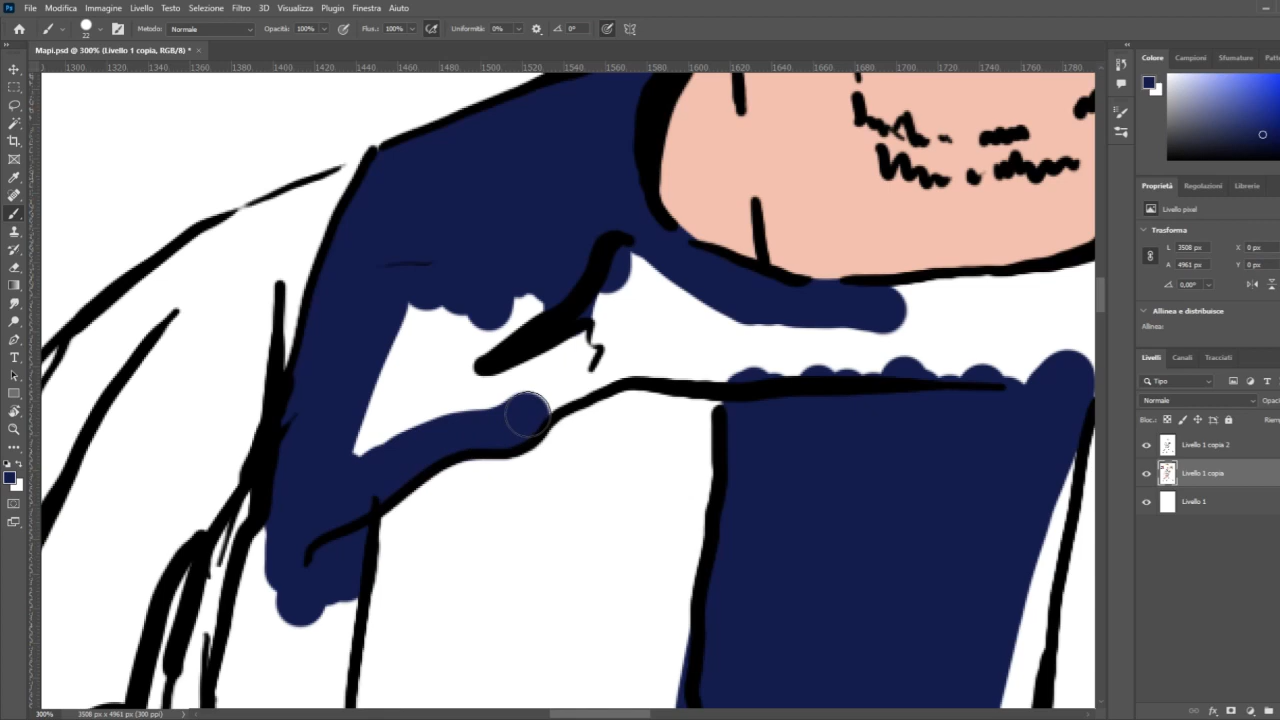 Ps File Modifica Immagine Livello Testo Selezione Filtro 3D Visualizza Plugin Finestra Aiuto
22 Metodo: Normale Opacità: 100% Flus.: 100% Uniformità: 0% 0°
Mapi.psd @ 300% (Livello 1 copia, RGB/8) * ×
1300 1320 1340 1360 1380 1400 1420 1440 1460 1480 1500 1520 1540 1560 1580 1600 1620 1640 1660 1680 1700 1720 1740 1760 1780
Colore Campioni Sfumature
Proprietà Regolazioni Librerie
Livello pixel
Trasforma
L 3508 px X 0 px
A 4961 px Y 0 px
0,00°
Allinea e distribuisce
Allinea:
Livelli Canali Tracciati
Tipo
Normale Opac
Bloc.:
Livello 1 copia 2
Livello 1 copia
Livello 1
fx
300% 3508 px x 4961 px (300 ppi)